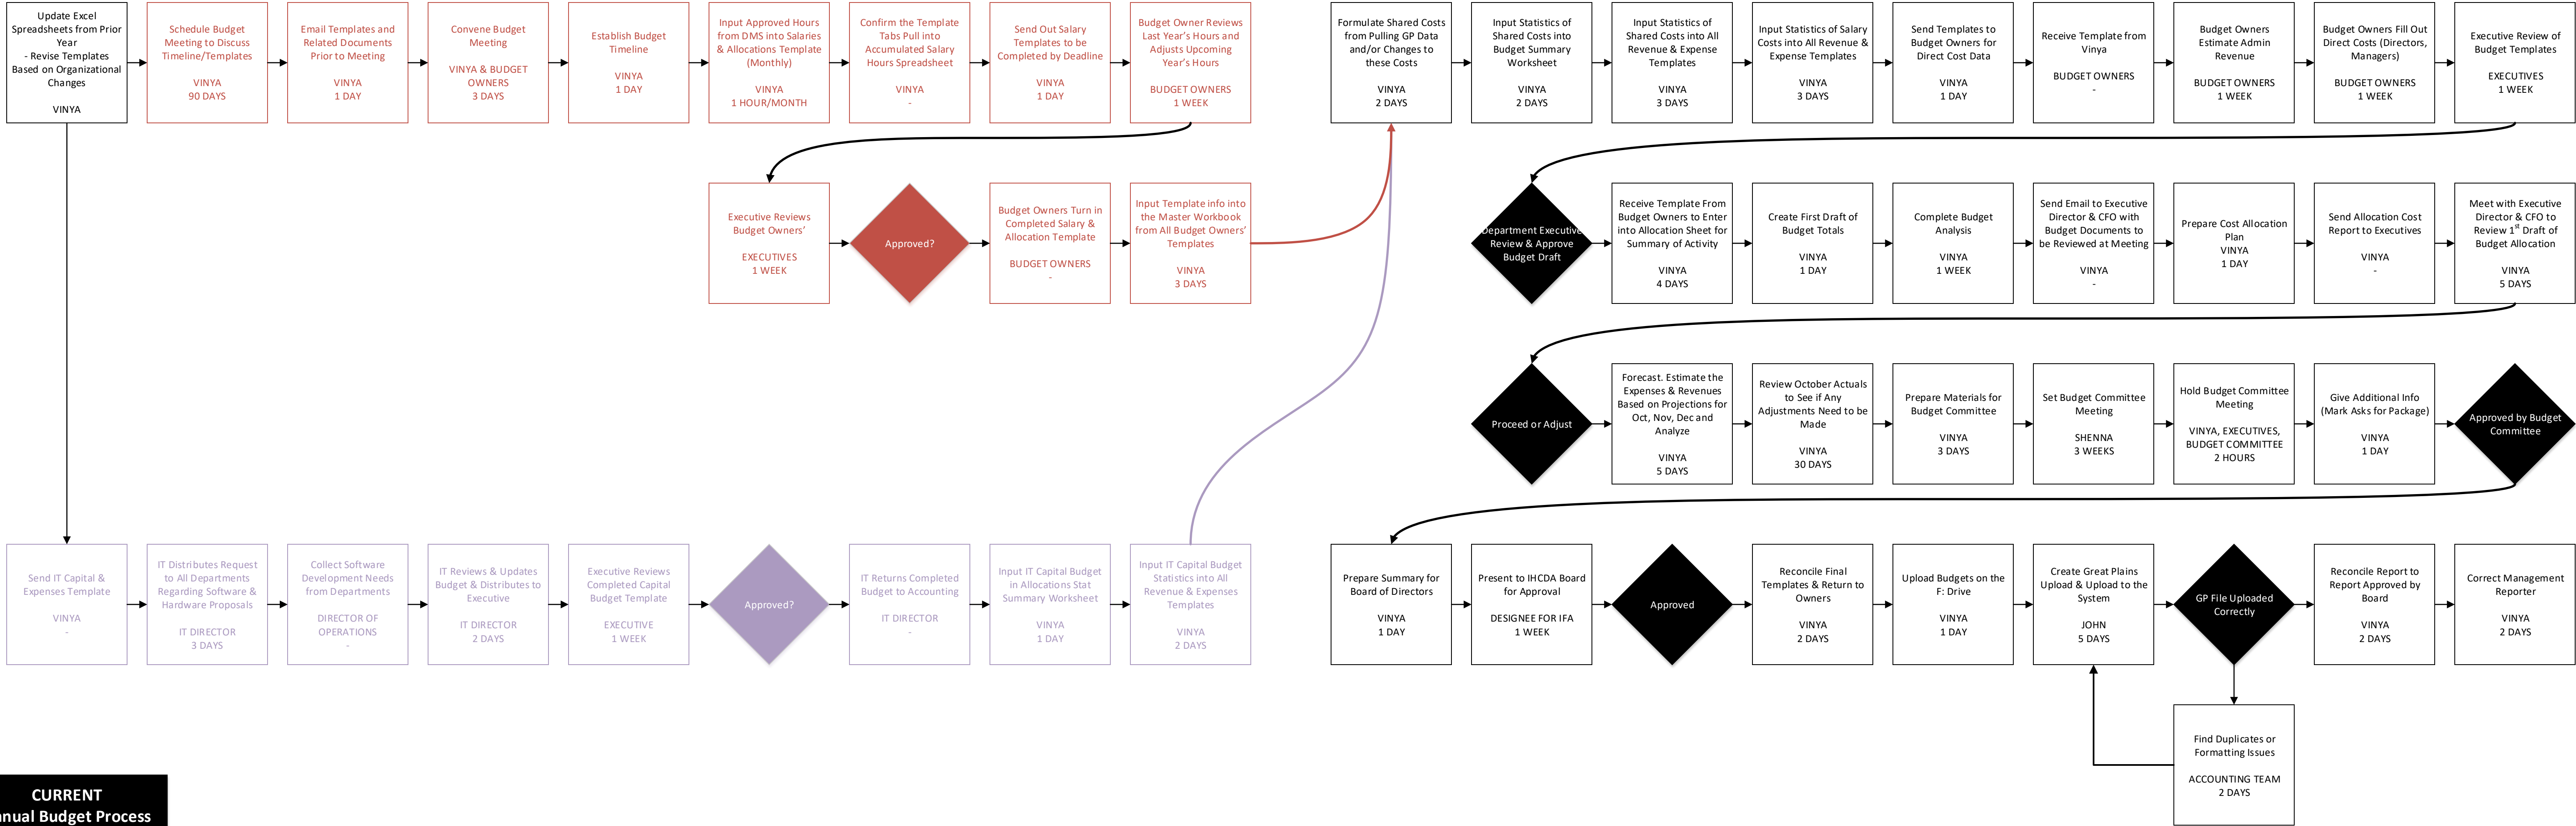 Update Excel
Spreadsheets from Prior
Year
- Revise Templates
Based on Organizational
Changes
VINYA
Schedule Budget
Meeting to Discuss
Timeline/Templates
VINYA
90 DAYS
Email Templates and
Related Documents
Prior to Meeting
VINYA
1 DAY
Convene Budget
Meeting
VINYA & BUDGET
OWNERS
3 DAYS
Establish Budget
Timeline
VINYA
1 DAY
Input Approved Hours
from DMS into Salaries
& Allocations Template
(Monthly)
VINYA
1 HOUR/MONTH
Confirm the Template
Tabs Pull into
Accumulated Salary
Hours Spreadsheet
VINYA
-
Send Out Salary
Templates to be
Completed by Deadline
VINYA
1 DAY
Budget Owner Reviews
Last Year's Hours and
Adjusts Upcoming
Year's Hours
BUDGET OWNERS
1 WEEK
Formulate Shared Costs
from Pulling GP Data
and/or Changes to
these Costs
VINYA
2 DAYS
Input Statistics of
Shared Costs into
Budget Summary
Worksheet
VINYA
2 DAYS
Input Statistics of
Shared Costs into All
Revenue & Expense
Templates
VINYA
3 DAYS
Input Statistics of Salary
Costs into All Revenue &
Expense Templates
VINYA
3 DAYS
Send Templates to
Budget Owners for
Direct Cost Data
VINYA
1 DAY
Receive Template from
Vinya
BUDGET OWNERS
-
Budget Owners
Estimate Admin
Revenue
BUDGET OWNERS
1 WEEK
Budget Owners Fill Out
Direct Costs (Directors,
Managers)
BUDGET OWNERS
1 WEEK
Executive Review of
Budget Templates
EXECUTIVES
1 WEEK
Executive Reviews
Budget Owners'
EXECUTIVES
1 WEEK
Approved?
Budget Owners Turn in
Completed Salary &
Allocation Template
BUDGET OWNERS
-
Input Template info into
the Master Workbook
from All Budget Owners'
Templates
VINYA
3 DAYS
Department Executive
Review & Approve
Budget Draft
Receive Template From
Budget Owners to Enter
into Allocation Sheet for
Summary of Activity
VINYA
4 DAYS
Create First Draft of
Budget Totals
VINYA
1 DAY
Complete Budget
Analysis
VINYA
1 WEEK
Send Email to Executive
Director & CFO with
Budget Documents to
be Reviewed at Meeting
VINYA
-
Prepare Cost Allocation
Plan
VINYA
1 DAY
Send Allocation Cost
Report to Executives
VINYA
-
Meet with Executive
Director & CFO to
Review 1st Draft of
Budget Allocation
VINYA
5 DAYS
Proceed or Adjust
Forecast. Estimate the
Expenses & Revenues
Based on Projections for
Oct, Nov, Dec and
Analyze
VINYA
5 DAYS
Review October Actuals
to See if Any
Adjustments Need to be
Made
VINYA
30 DAYS
Prepare Materials for
Budget Committee
VINYA
3 DAYS
Set Budget Committee
Meeting
SHENNA
3 WEEKS
Hold Budget Committee
Meeting
VINYA, EXECUTIVES,
BUDGET COMMITTEE
2 HOURS
Give Additional Info
(Mark Asks for Package)
VINYA
1 DAY
Approved by Budget
Committee
Send IT Capital &
Expenses Template
VINYA
-
IT Distributes Request
to All Departments
Regarding Software &
Hardware Proposals
IT DIRECTOR
3 DAYS
Collect Software
Development Needs
from Departments
DIRECTOR OF
OPERATIONS
-
IT Reviews & Updates
Budget & Distributes to
Executive
IT DIRECTOR
2 DAYS
Executive Reviews
Completed Capital
Budget Template
EXECUTIVE
1 WEEK
Approved?
IT Returns Completed
Budget to Accounting
IT DIRECTOR
-
Input IT Capital Budget
in Allocations Stat
Summary Worksheet
VINYA
1 DAY
Input IT Capital Budget
Statistics into All
Revenue & Expenses
Templates
VINYA
2 DAYS
Prepare Summary for
Board of Directors
VINYA
1 DAY
Present to IHCDA Board
for Approval
DESIGNEE FOR IFA
1 WEEK
Approved
Reconcile Final
Templates & Return to
Owners
VINYA
2 DAYS
Upload Budgets on the
F: Drive
VINYA
1 DAY
Create Great Plains
Upload & Upload to the
System
JOHN
5 DAYS
GP File Uploaded
Correctly
Reconcile Report to
Report Approved by
Board
VINYA
2 DAYS
Correct Management
Reporter
VINYA
2 DAYS
Find Duplicates or
Formatting Issues
ACCOUNTING TEAM
2 DAYS
CURRENT
nual Budget Process